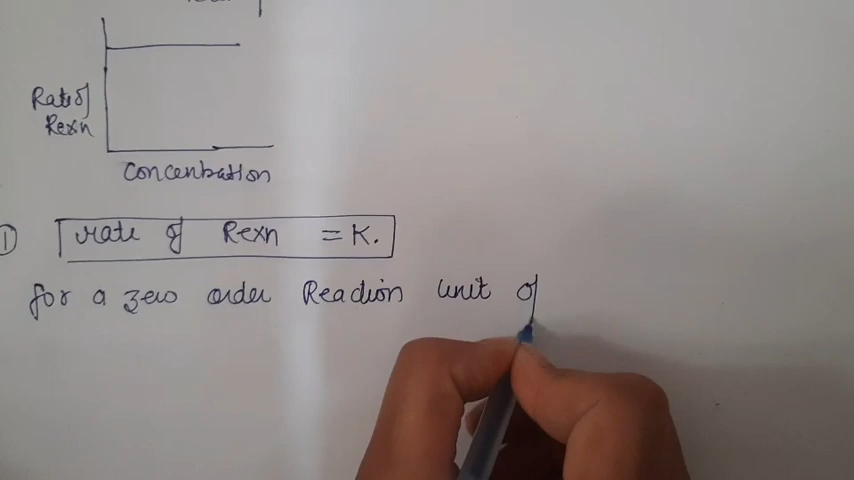 Rate of
Rexn
Concentration
① rate of Rexn = K.
for a zero order Reaction unit of